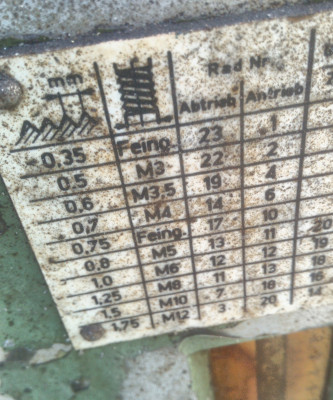 mm Rad Nr.
Abtrieb Antrieb
0,35 Feing. 23 1
0,5 M3 22 2
0,6 M3,5 19 4
0,7 M4 14 6
0,75 Feing. 17 10
0,8 M5 13 11 20
1,0 M6 12 11 19
1,25 M8 11 13 18
1,5 M10 7 18 16
1,75 M12 3 20 14